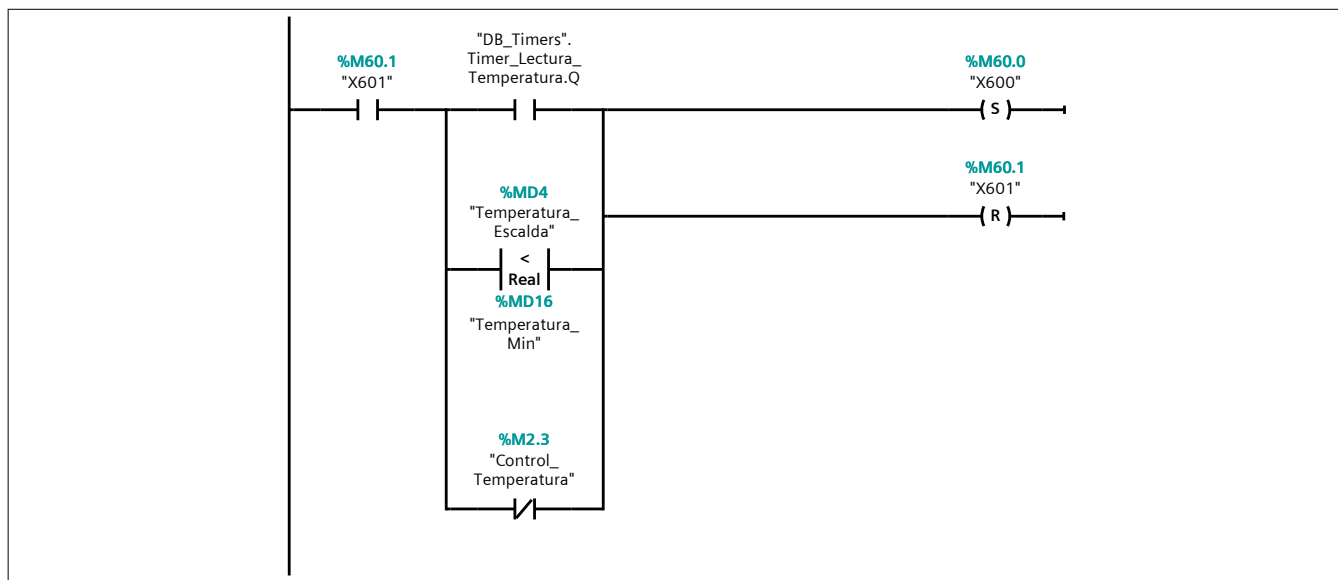 "DB_Timers".
Timer_Lectura_
Temperatura.Q
%M60.1
"X601"
%M60.0
"X600"
S
%M60.1
"X601"
R
%MD4
"Temperatura_
Escalda"
<
Real
%MD16
"Temperatura_
Min"
%M2.3
"Control_
Temperatura"